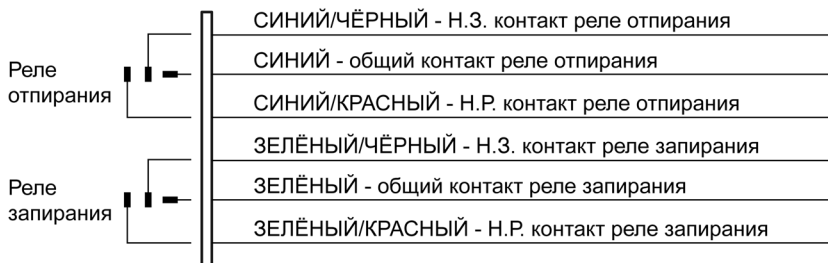 СИНИЙ/ЧЁРНЫЙ - Н.З. контакт реле отпирания
СИНИЙ - общий контакт реле отпирания
Реле
отпирания
СИНИЙ/КРАСНЫЙ - Н.Р. контакт реле отпирания
ЗЕЛЁНЫЙ/ЧЁРНЫЙ - Н.З. контакт реле запирания
ЗЕЛЁНЫЙ - общий контакт реле запирания
Реле
запирания
ЗЕЛЁНЫЙ/КРАСНЫЙ - Н.Р. контакт реле запирания